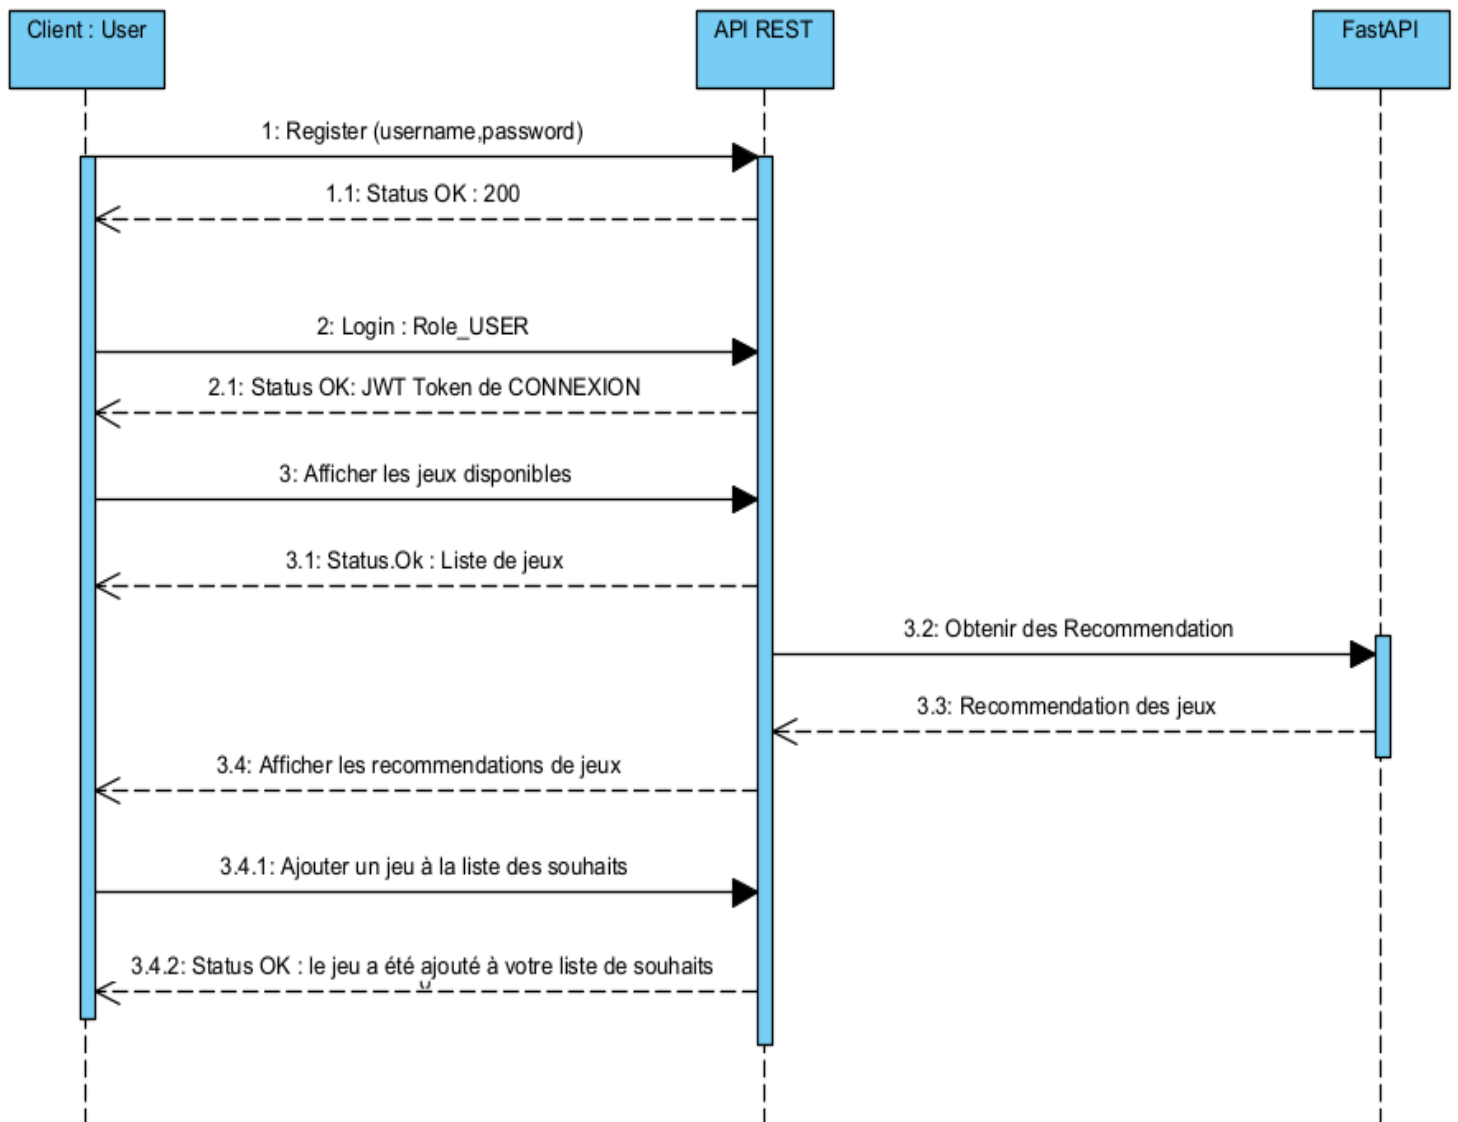 Client : User
API REST
FastAPI
1: Register (username,password)
1.1: Status OK : 200
2: Login : Role_USER
2.1: Status OK: JWT Token de CONNEXION
3: Afficher les jeux disponibles
3.1: Status.Ok : Liste de jeux
3.2: Obtenir des Recommendation
3.3: Recommendation des jeux
3.4: Afficher les recommendations de jeux
3.4.1: Ajouter un jeu à la liste des souhaits
3.4.2: Status OK : le jeu a été ajouté à votre liste de souhaits